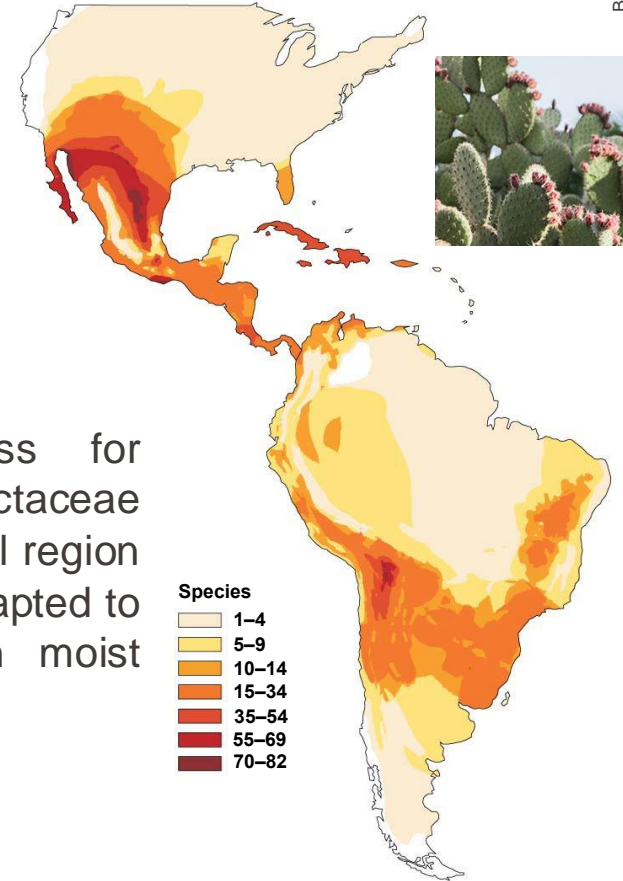 ss for
ctaceae
l region
apted to
moist
Species
1–4
5–9
10–14
15–34
35–54
55–69
70–82